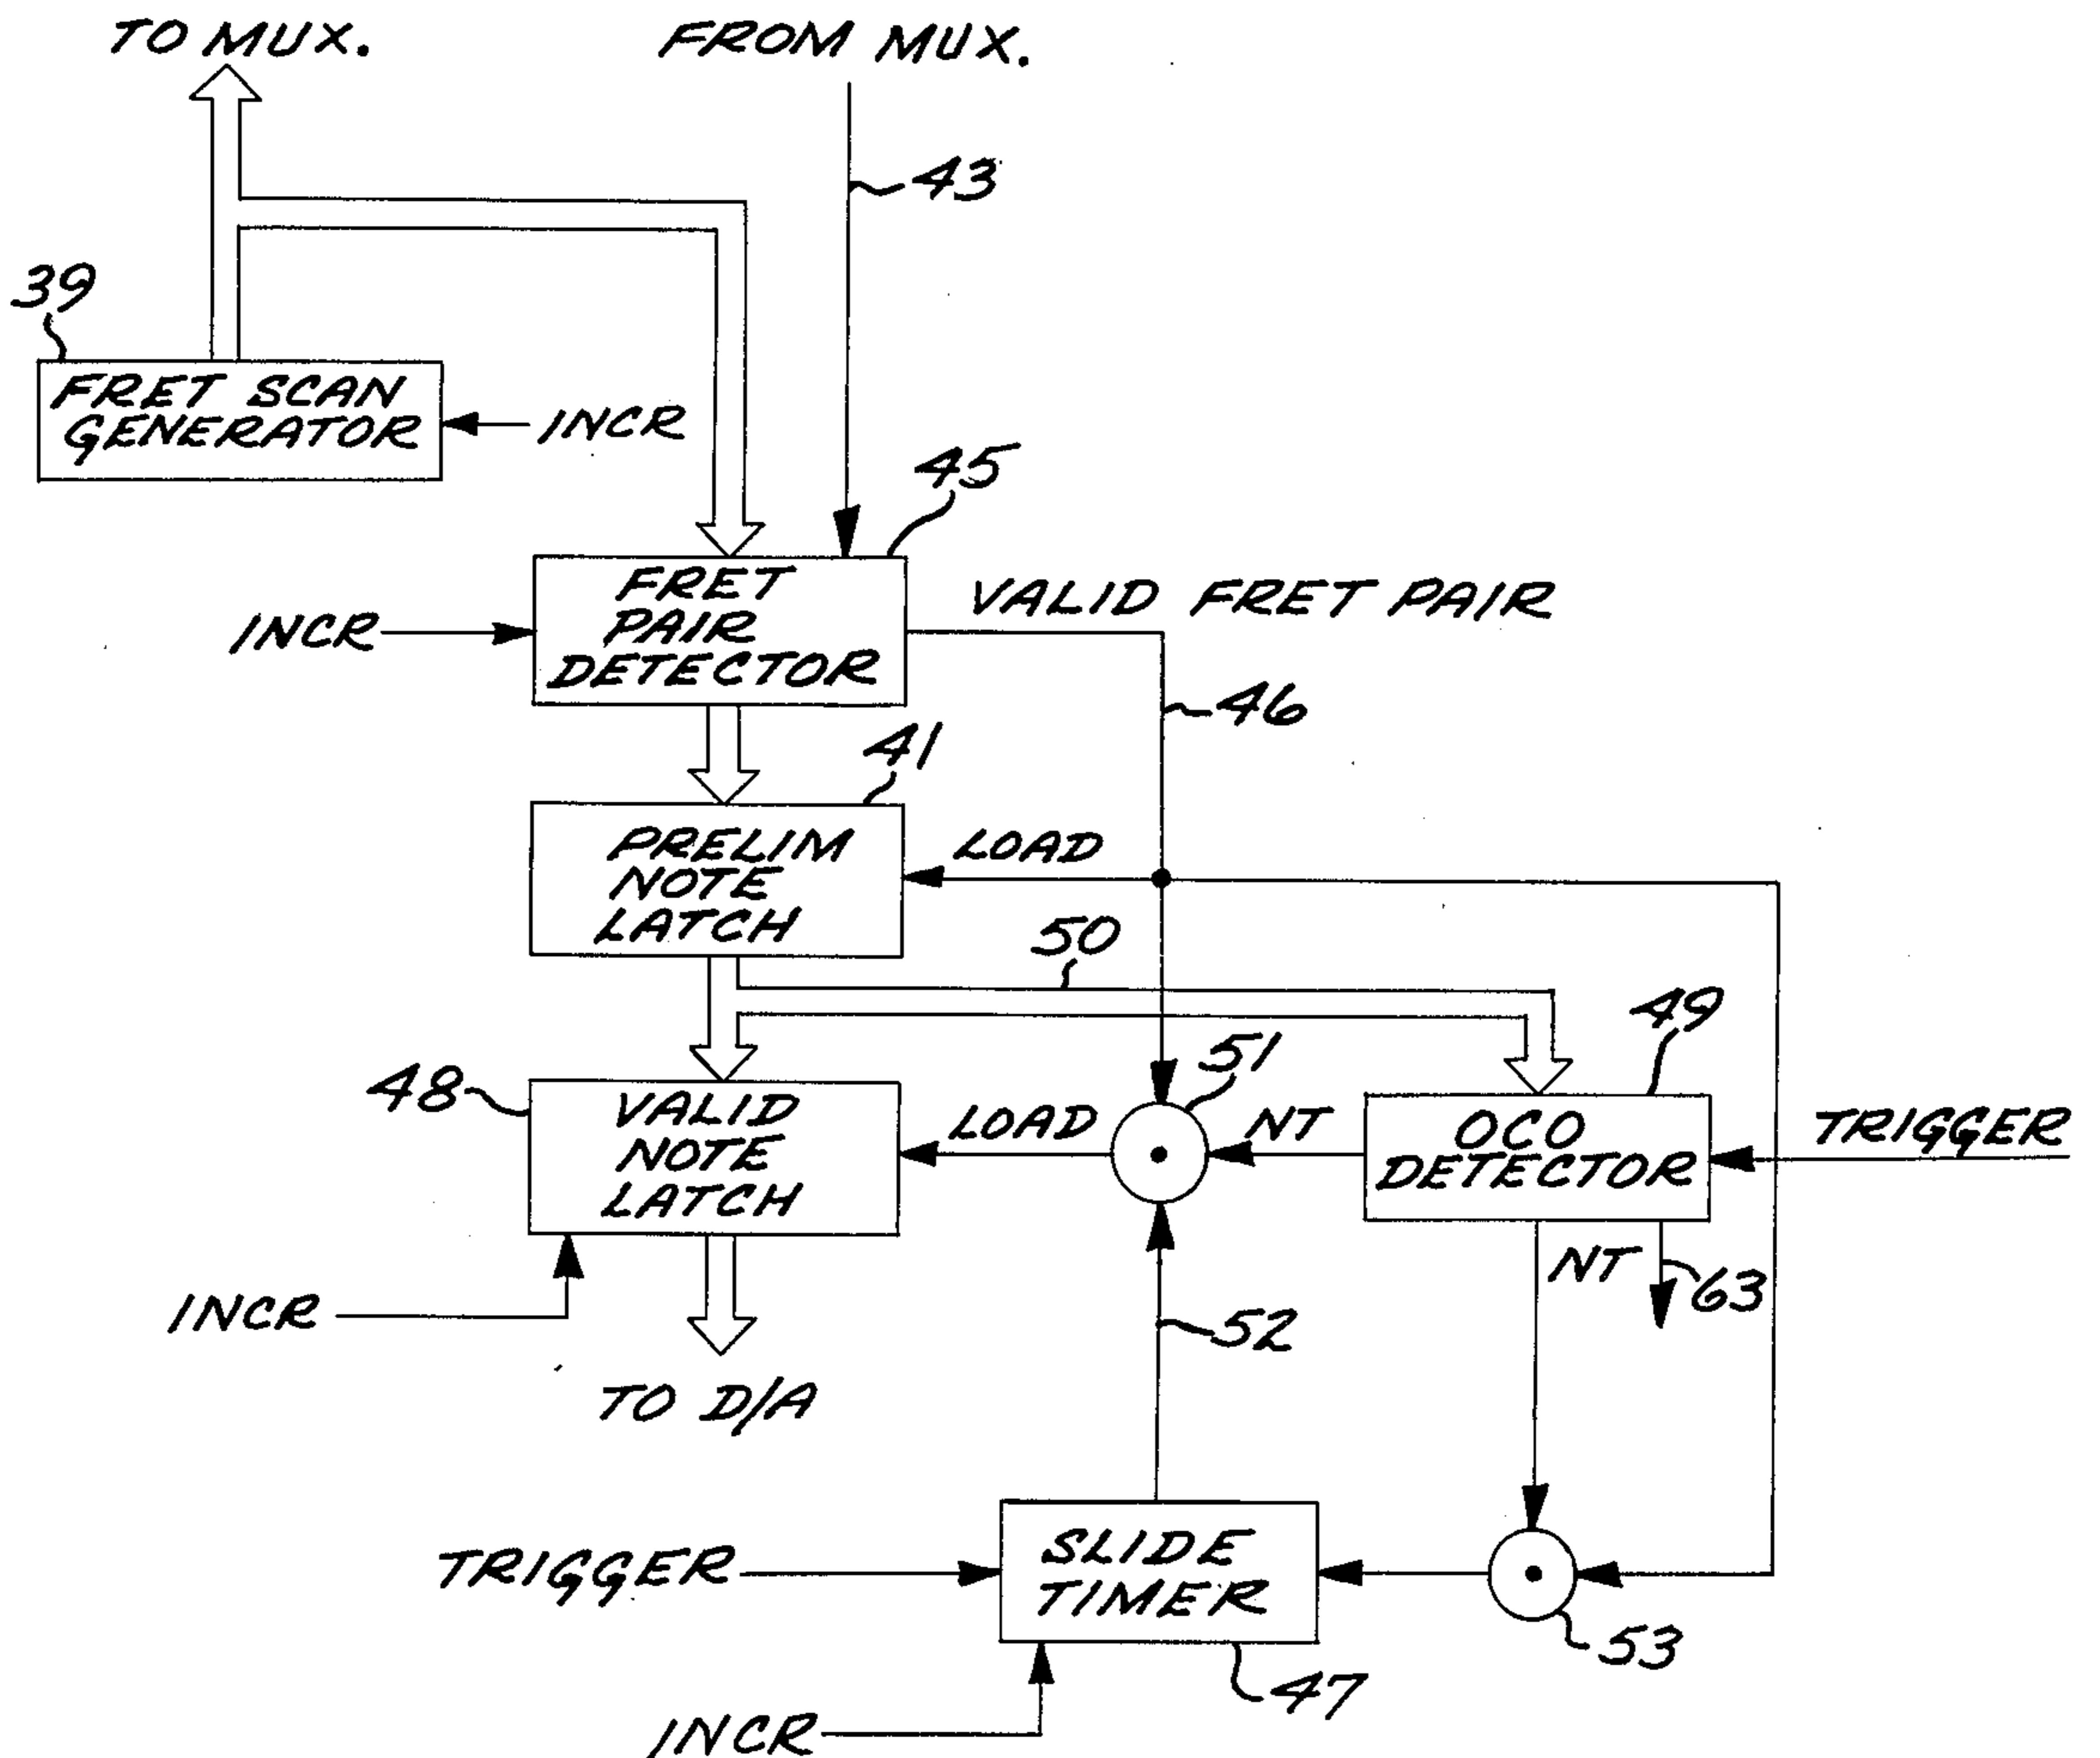 TO MUX.
FROM MUX.
43
39
FRET SCAN
GENERATOR
INCR
45
FRET
PAIR
DETECTOR
INCR
VALID FRET PAIR
46
41
PRELIM
NOTE
LATCH
LOAD
50
49
51
48
VALID
NOTE
LATCH
LOAD
NT
OCO
DETECTOR
TRIGGER
NT
63
INCR
52
TO D/A
TRIGGER
SLIDE
TIMER
53
47
INCR